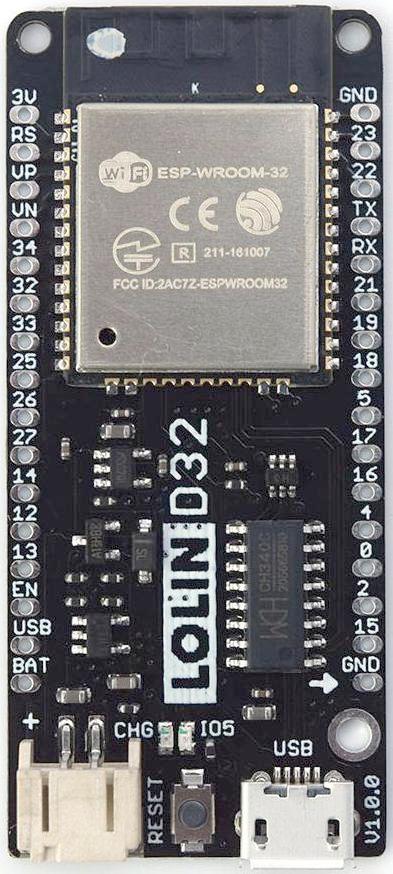 K
3V
RS
VP
VN
34
32
33
25
26
27
14
12
13
EN
USB
BAT
+
GND
23
22
TX
RX
21
19
18
5
17
16
4
0
2
15
GND
WiFi ESP-WROOM-32
CE
R 211-161007
FCC ID:2AC7Z-ESPWROOM32
LOLIN D32
WCH
CH340C
CHG IO5
RESET
USB
V1.0.0